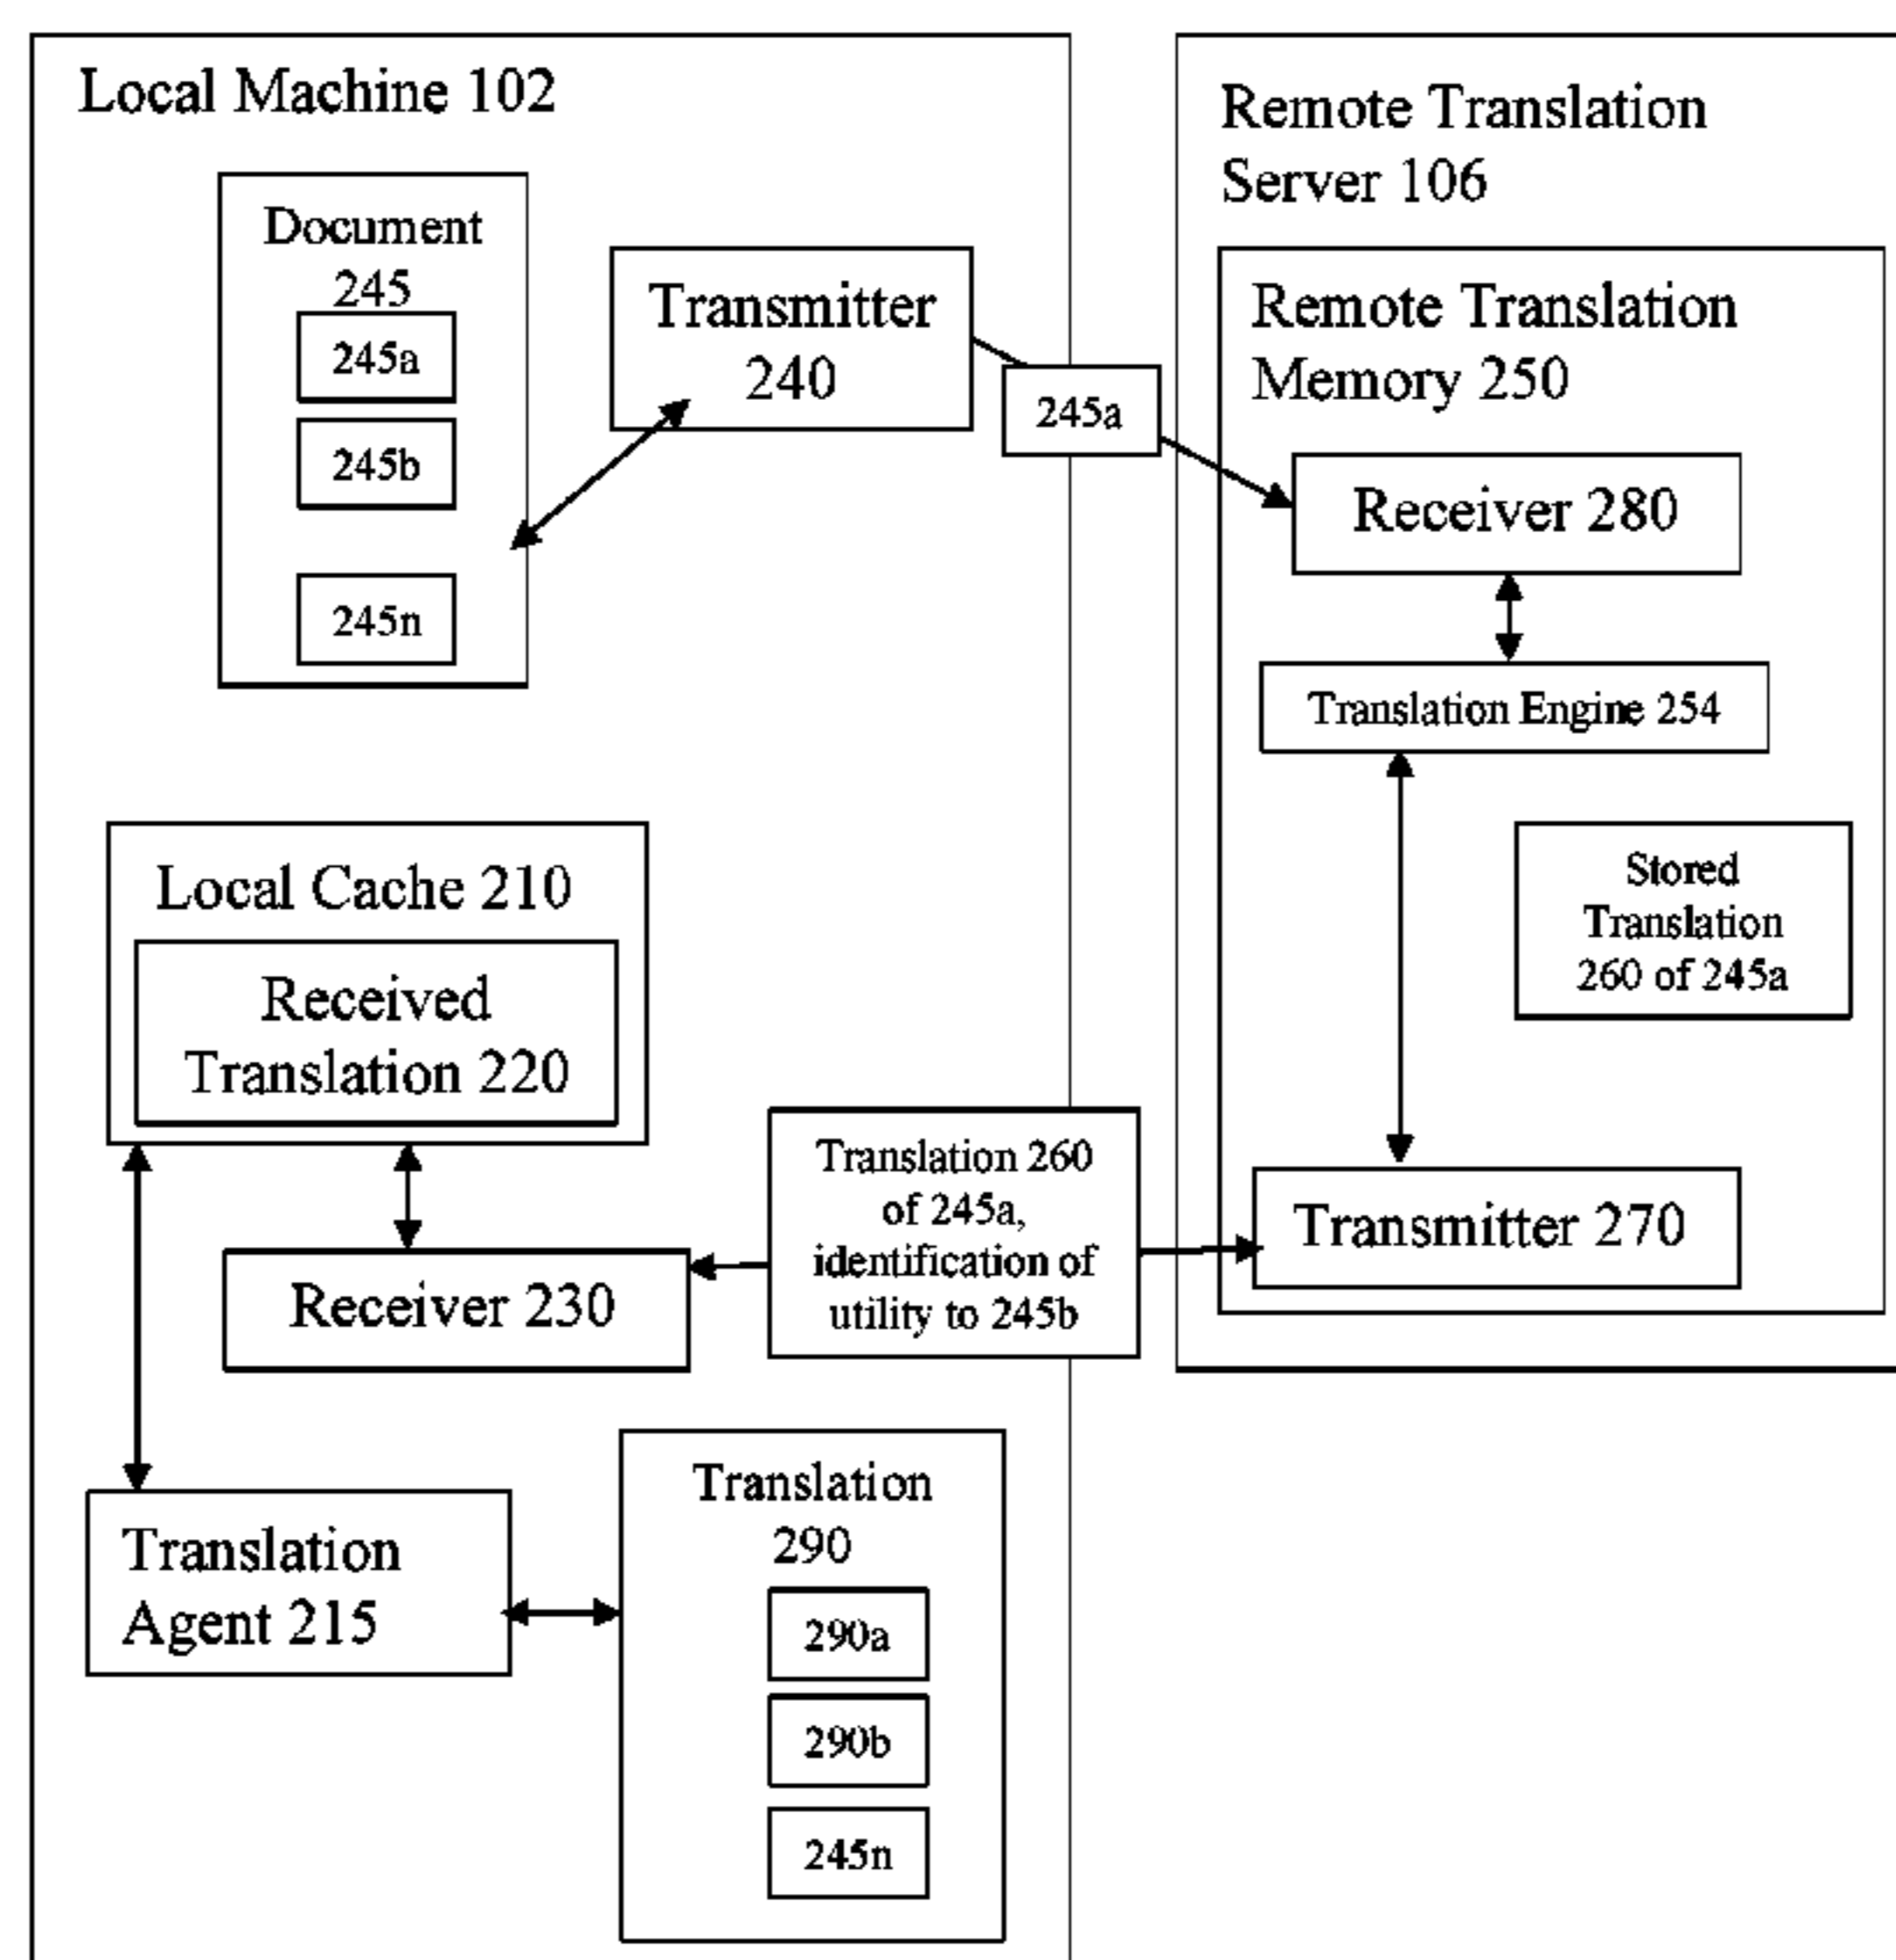 Local Machine 102
Document
245
245a
245b
245n
Transmitter
240
245a
Remote Translation
Server 106
Remote Translation
Memory 250
Receiver 280
Translation Engine 254
Stored
Translation
260 of 245a
Transmitter 270
Local Cache 210
Received
Translation 220
Translation 260
of 245a,
identification of
utility to 245b
Receiver 230
Translation
Agent 215
Translation
290
290a
290b
245n